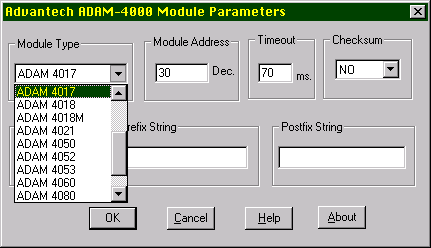 Advantech ADAM-4000 Module Parameters
Module Type
Module Address
Timeout
Checksum
ADAM 4017
30 Dec.
70 ms.
NO
ADAM 4017
ADAM 4018
ADAM 4018M
ADAM 4021
ADAM 4050
ADAM 4052
ADAM 4053
ADAM 4060
ADAM 4080
refix String
Postfix String
OK
Cancel
Help
About